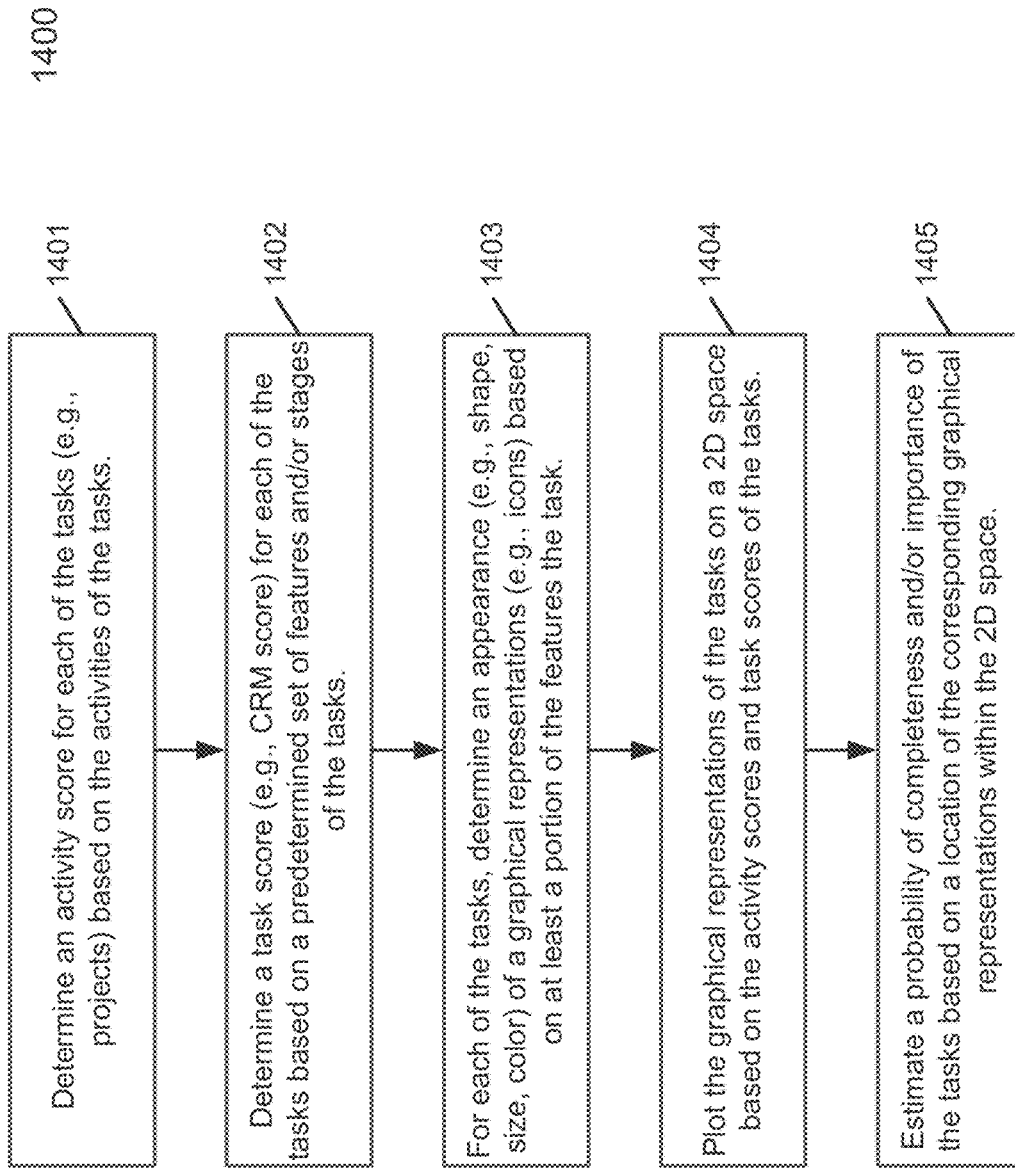 1400
Determine an activity score for each of the tasks (e.g.,
projects) based on the activities of the tasks.
1401
Determine a task score (e.g., CRM score) for each of the
tasks based on a predetermined set of features and/or stages
of the tasks.
1402
For each of the tasks, determine an appearance (e.g., shape,
size, color) of a graphical representations (e.g., icons) based
on at least a portion of the features the task.
1403
Plot the graphical representations of the tasks on a 2D space
based on the activity scores and task scores of the tasks.
1404
Estimate a probability of completeness and/or importance of
the tasks based on a location of the corresponding graphical
representations within the 2D space.
1405